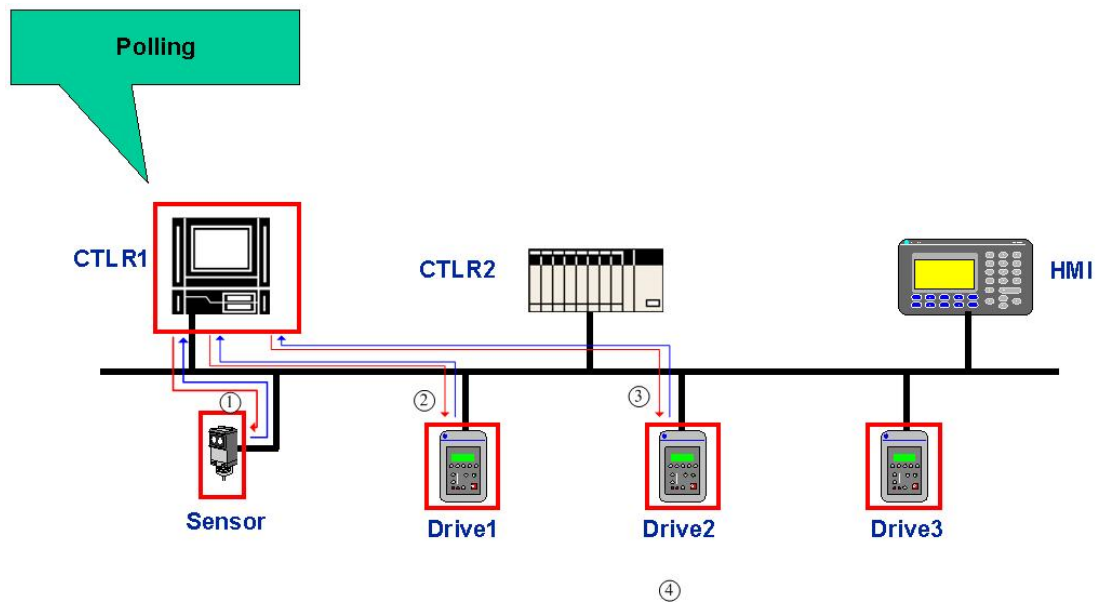 Polling
CTLR1
CTLR2
HMI
①
②
③
Sensor
Drive1
Drive2
Drive3
④